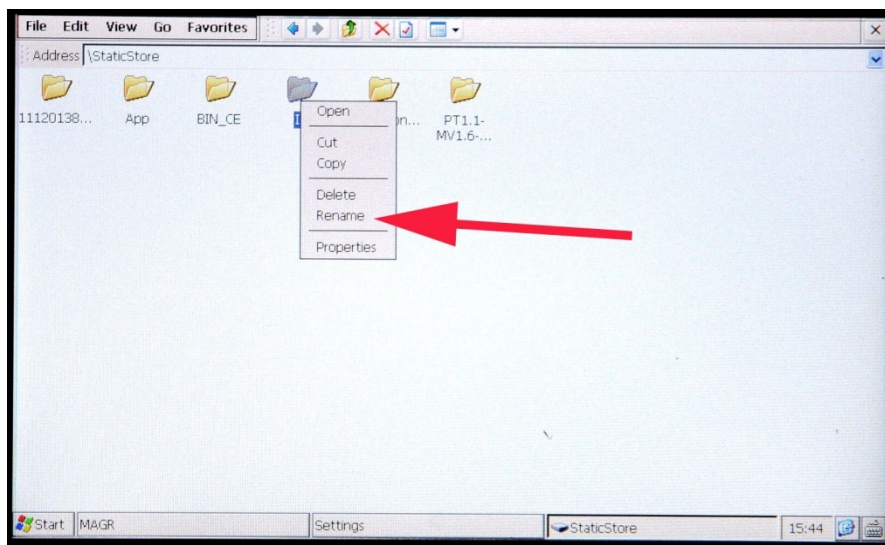 File Edit View Go Favorites
Address \StaticStore
11120138... App BIN_CE PT1.1-
MV1.6-...
Open
Cut
Copy
Delete
Rename
Properties
Start MAGR Settings StaticStore 15:44